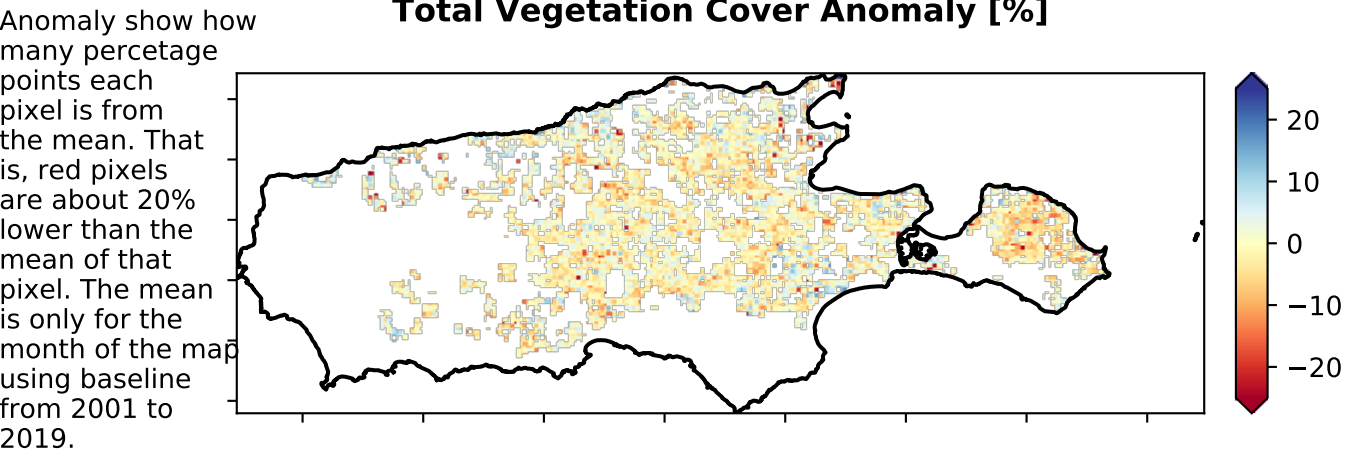 Total Vegetation Cover Anomaly [%]
Anomaly show how
many percetage
points each
pixel is from
the mean. That
is, red pixels
are about 20%
lower than the
mean of that
pixel. The mean
is only for the
month of the map
using baseline
from 2001 to
2019.
20
10
0
−10
−20